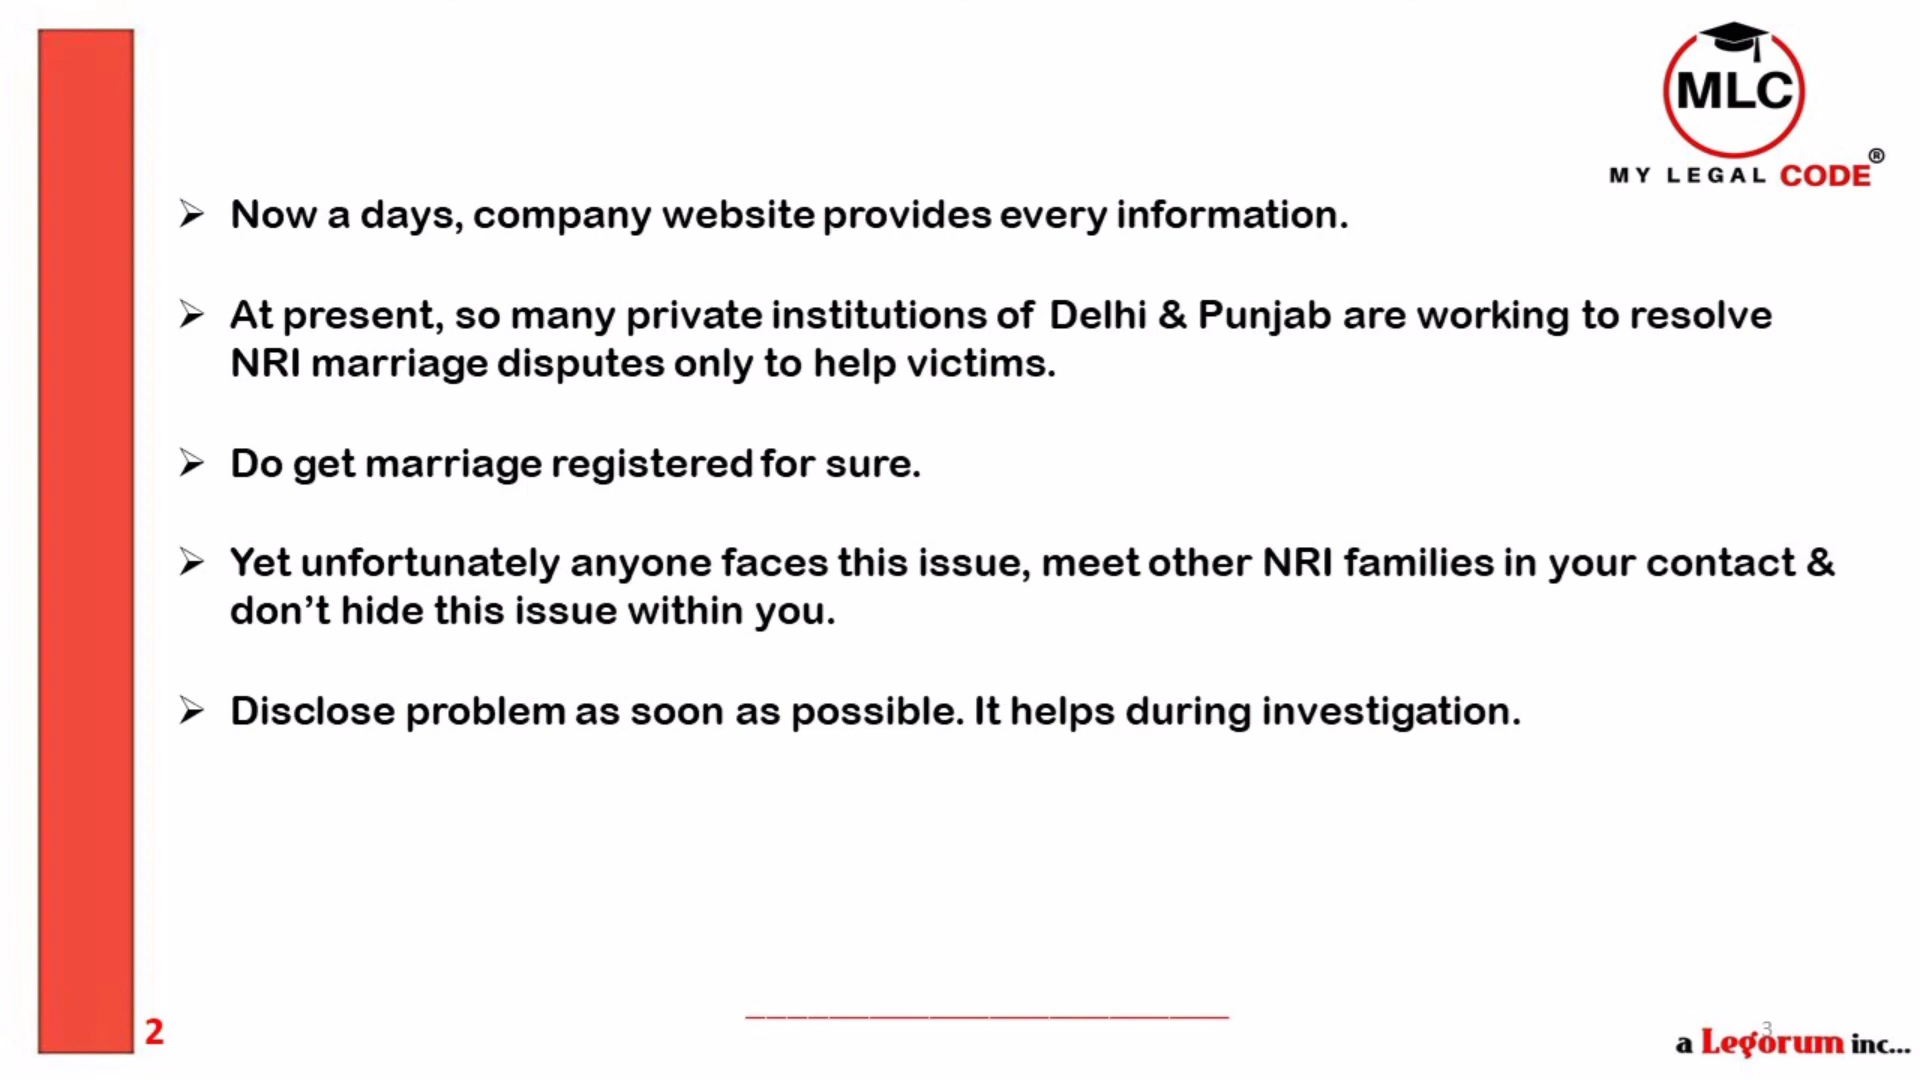 MLC
MY LEGAL CODE®
➢ Now a days, company website provides every information.
➢ At present, so many private institutions of Delhi & Punjab are working to resolve
NRI marriage disputes only to help victims.
➢ Do get marriage registered for sure.
➢ Yet unfortunately anyone faces this issue, meet other NRI families in your contact &
don’t hide this issue within you.
➢ Disclose problem as soon as possible. It helps during investigation.
2
3
a Legorum inc...